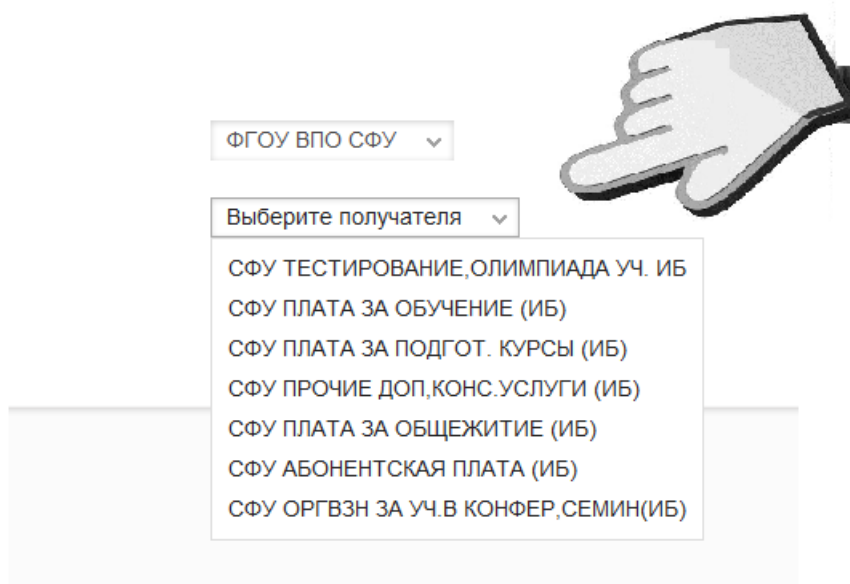 ФГОУ ВПО СФУ
Выберите получателя
СФУ ТЕСТИРОВАНИЕ,ОЛИМПИАДА УЧ. ИБ
СФУ ПЛАТА ЗА ОБУЧЕНИЕ (ИБ)
СФУ ПЛАТА ЗА ПОДГОТ. КУРСЫ (ИБ)
СФУ ПРОЧИЕ ДОП,КОНС.УСЛУГИ (ИБ)
СФУ ПЛАТА ЗА ОБЩЕЖИТИЕ (ИБ)
СФУ АБОНЕНТСКАЯ ПЛАТА (ИБ)
СФУ ОРГВЗН ЗА УЧ.В КОНФЕР,СЕМИН(ИБ)